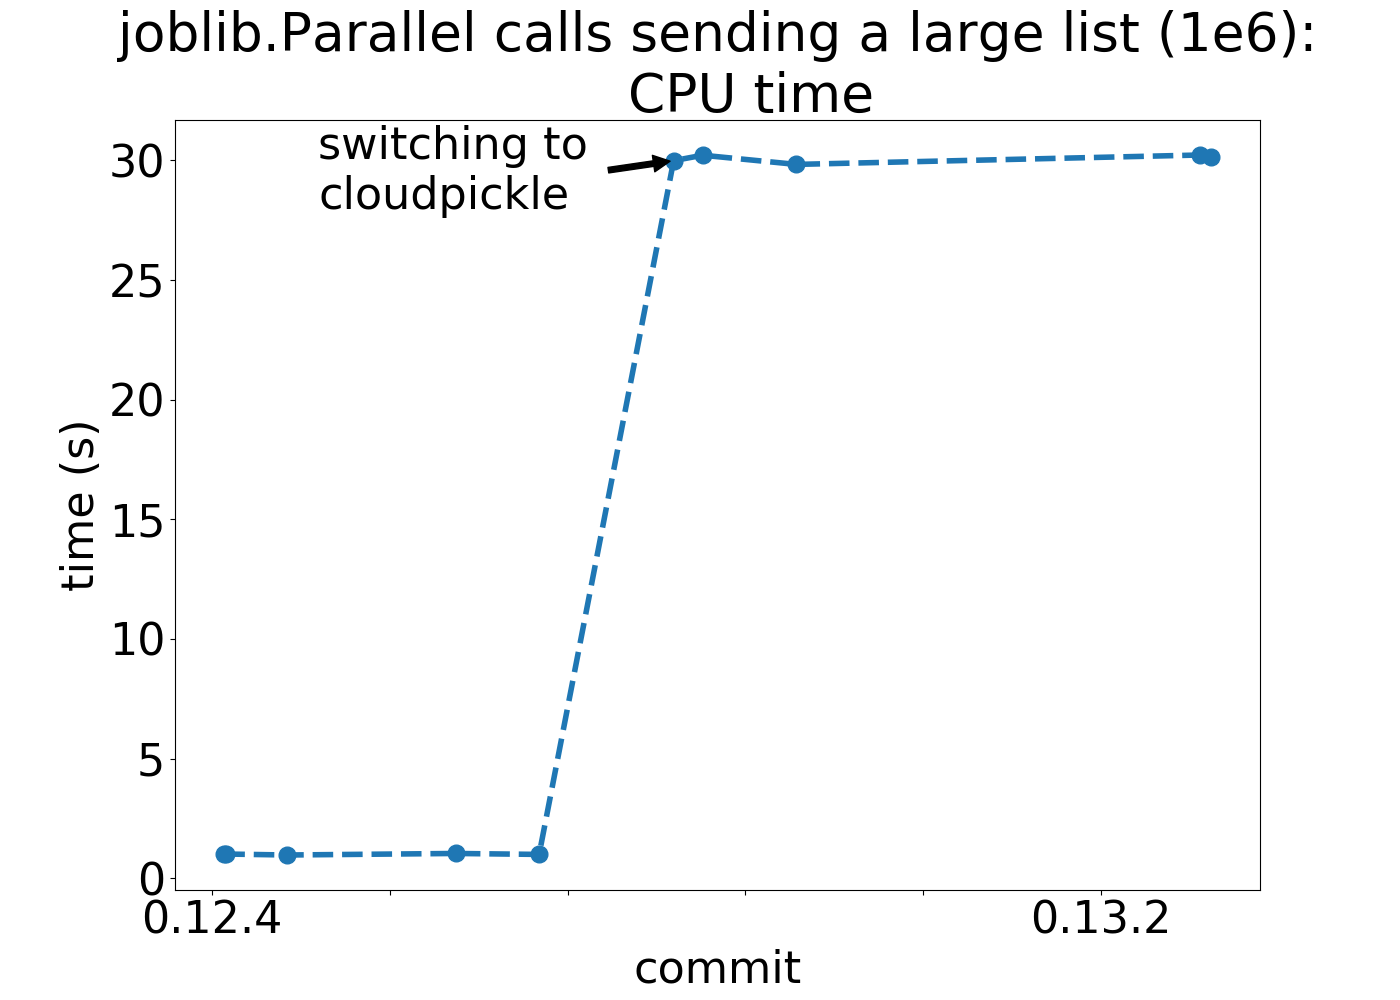 joblib.Parallel calls sending a large list (1e6):
CPU time
switching to
cloudpickle
30
25
20
15
10
5
0
time (s)
0.12.4
0.13.2
commit